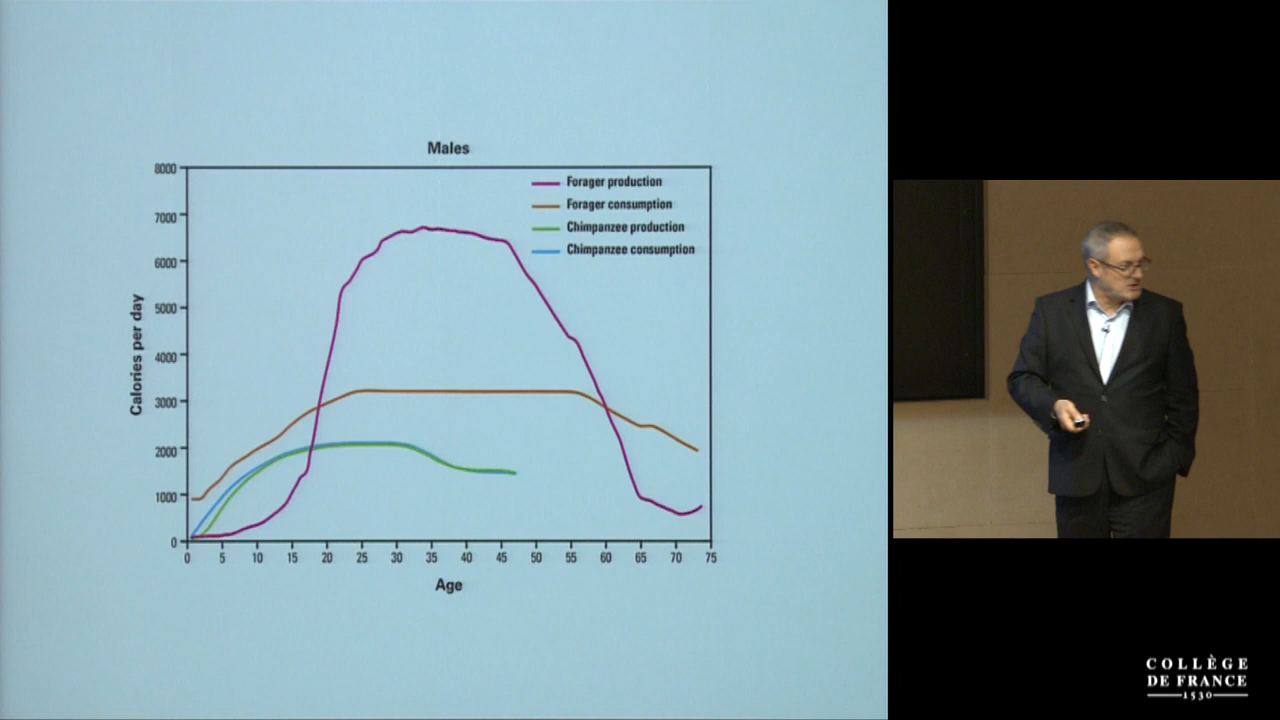 Males
8000
7000
6000
5000
4000
3000
2000
1000
0
Calories per day
Forager production
Forager consumption
Chimpanzee production
Chimpanzee consumption
0 5 10 15 20 25 30 35 40 45 50 55 60 65 70 75
Age
COLLÈGE
DE FRANCE
1530